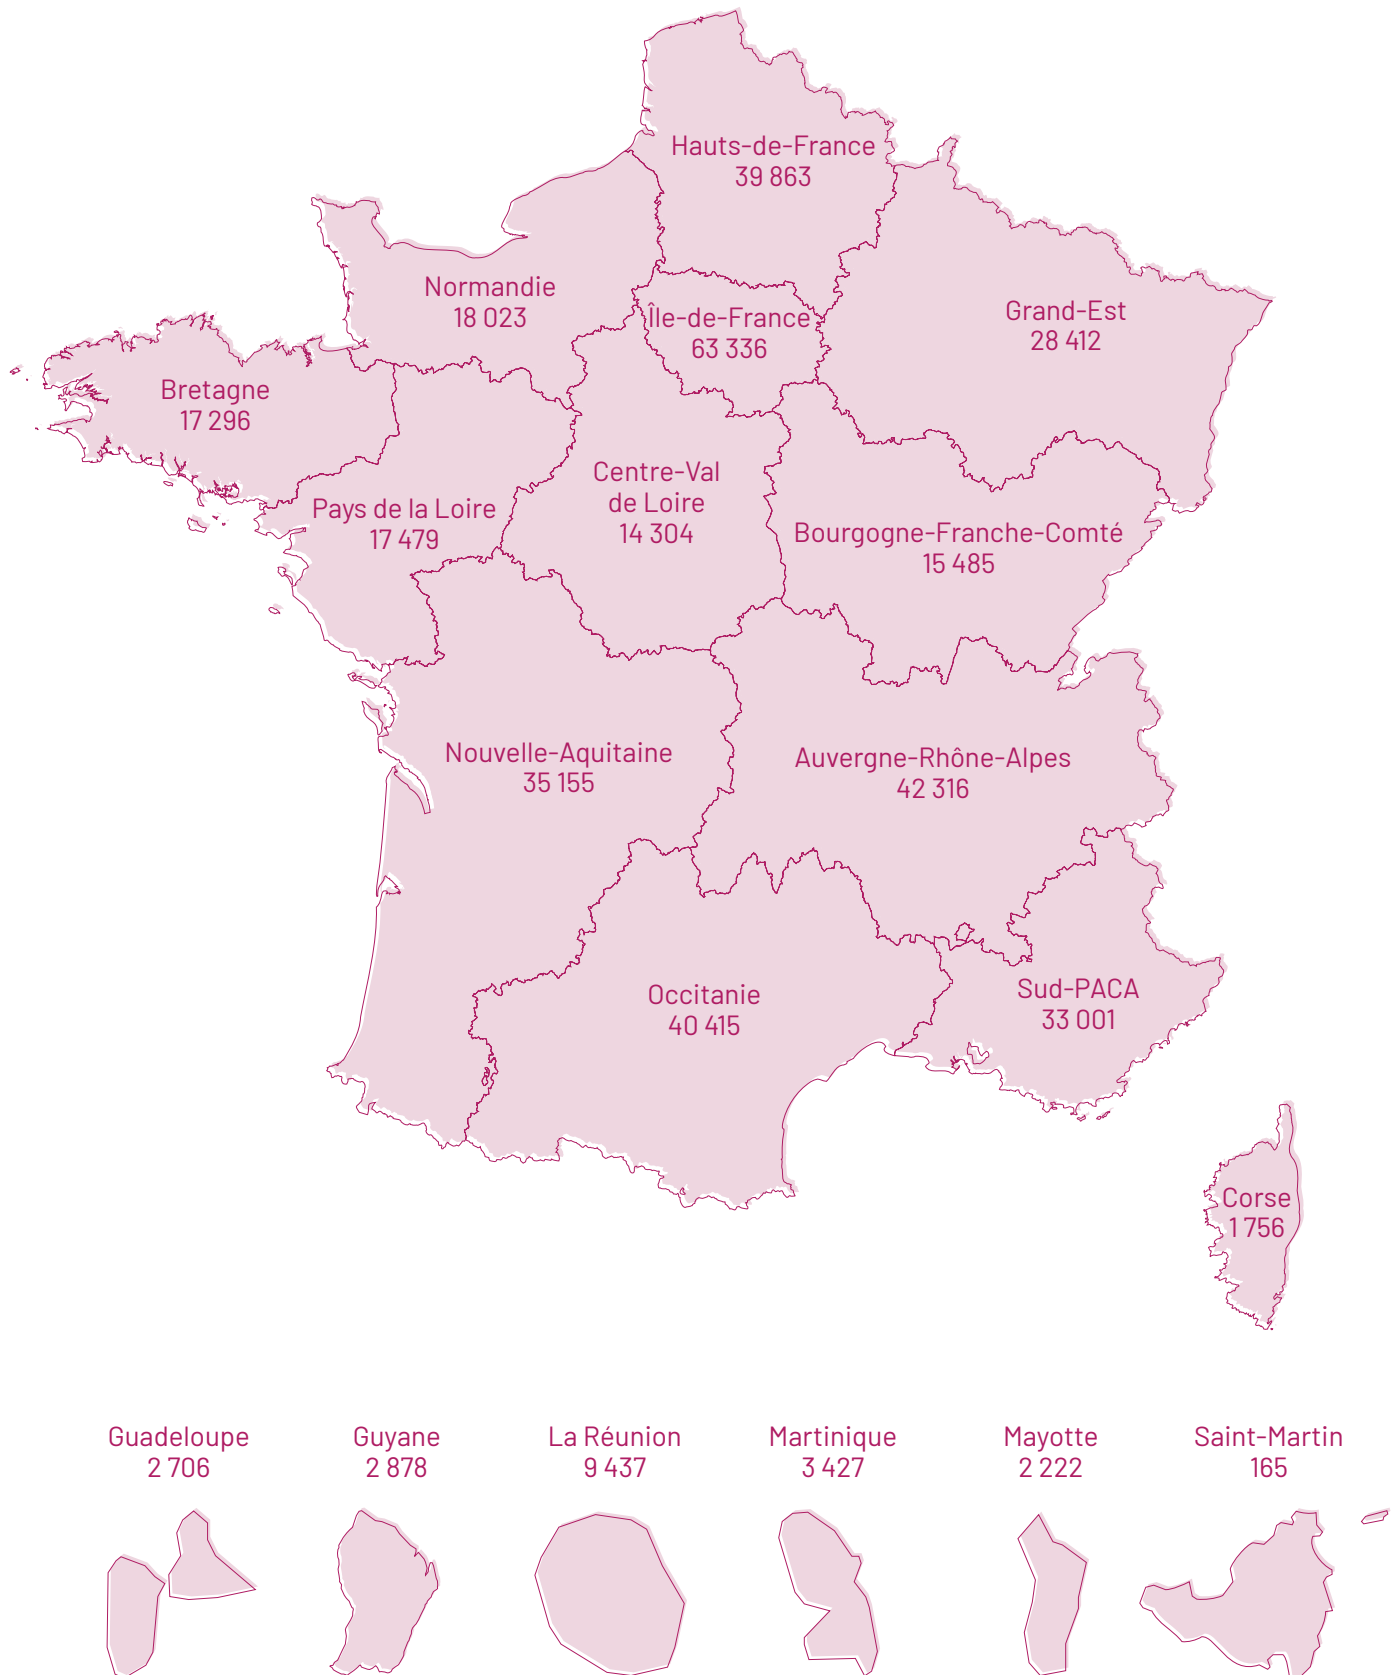 Hauts-de-France
39 863
Normandie
18 023
Île-de-France
63 336
Grand-Est
28 412
Bretagne
17 296
Centre-Val
de Loire
14 304
Pays de la Loire
17 479
Bourgogne-Franche-Comté
15 485
Nouvelle-Aquitaine
35 155
Auvergne-Rhône-Alpes
42 316
Occitanie
40 415
Sud-PACA
33 001
Corse
1 756
Guadeloupe
2 706
Guyane
2 878
La Réunion
9 437
Martinique
3 427
Mayotte
2 222
Saint-Martin
165